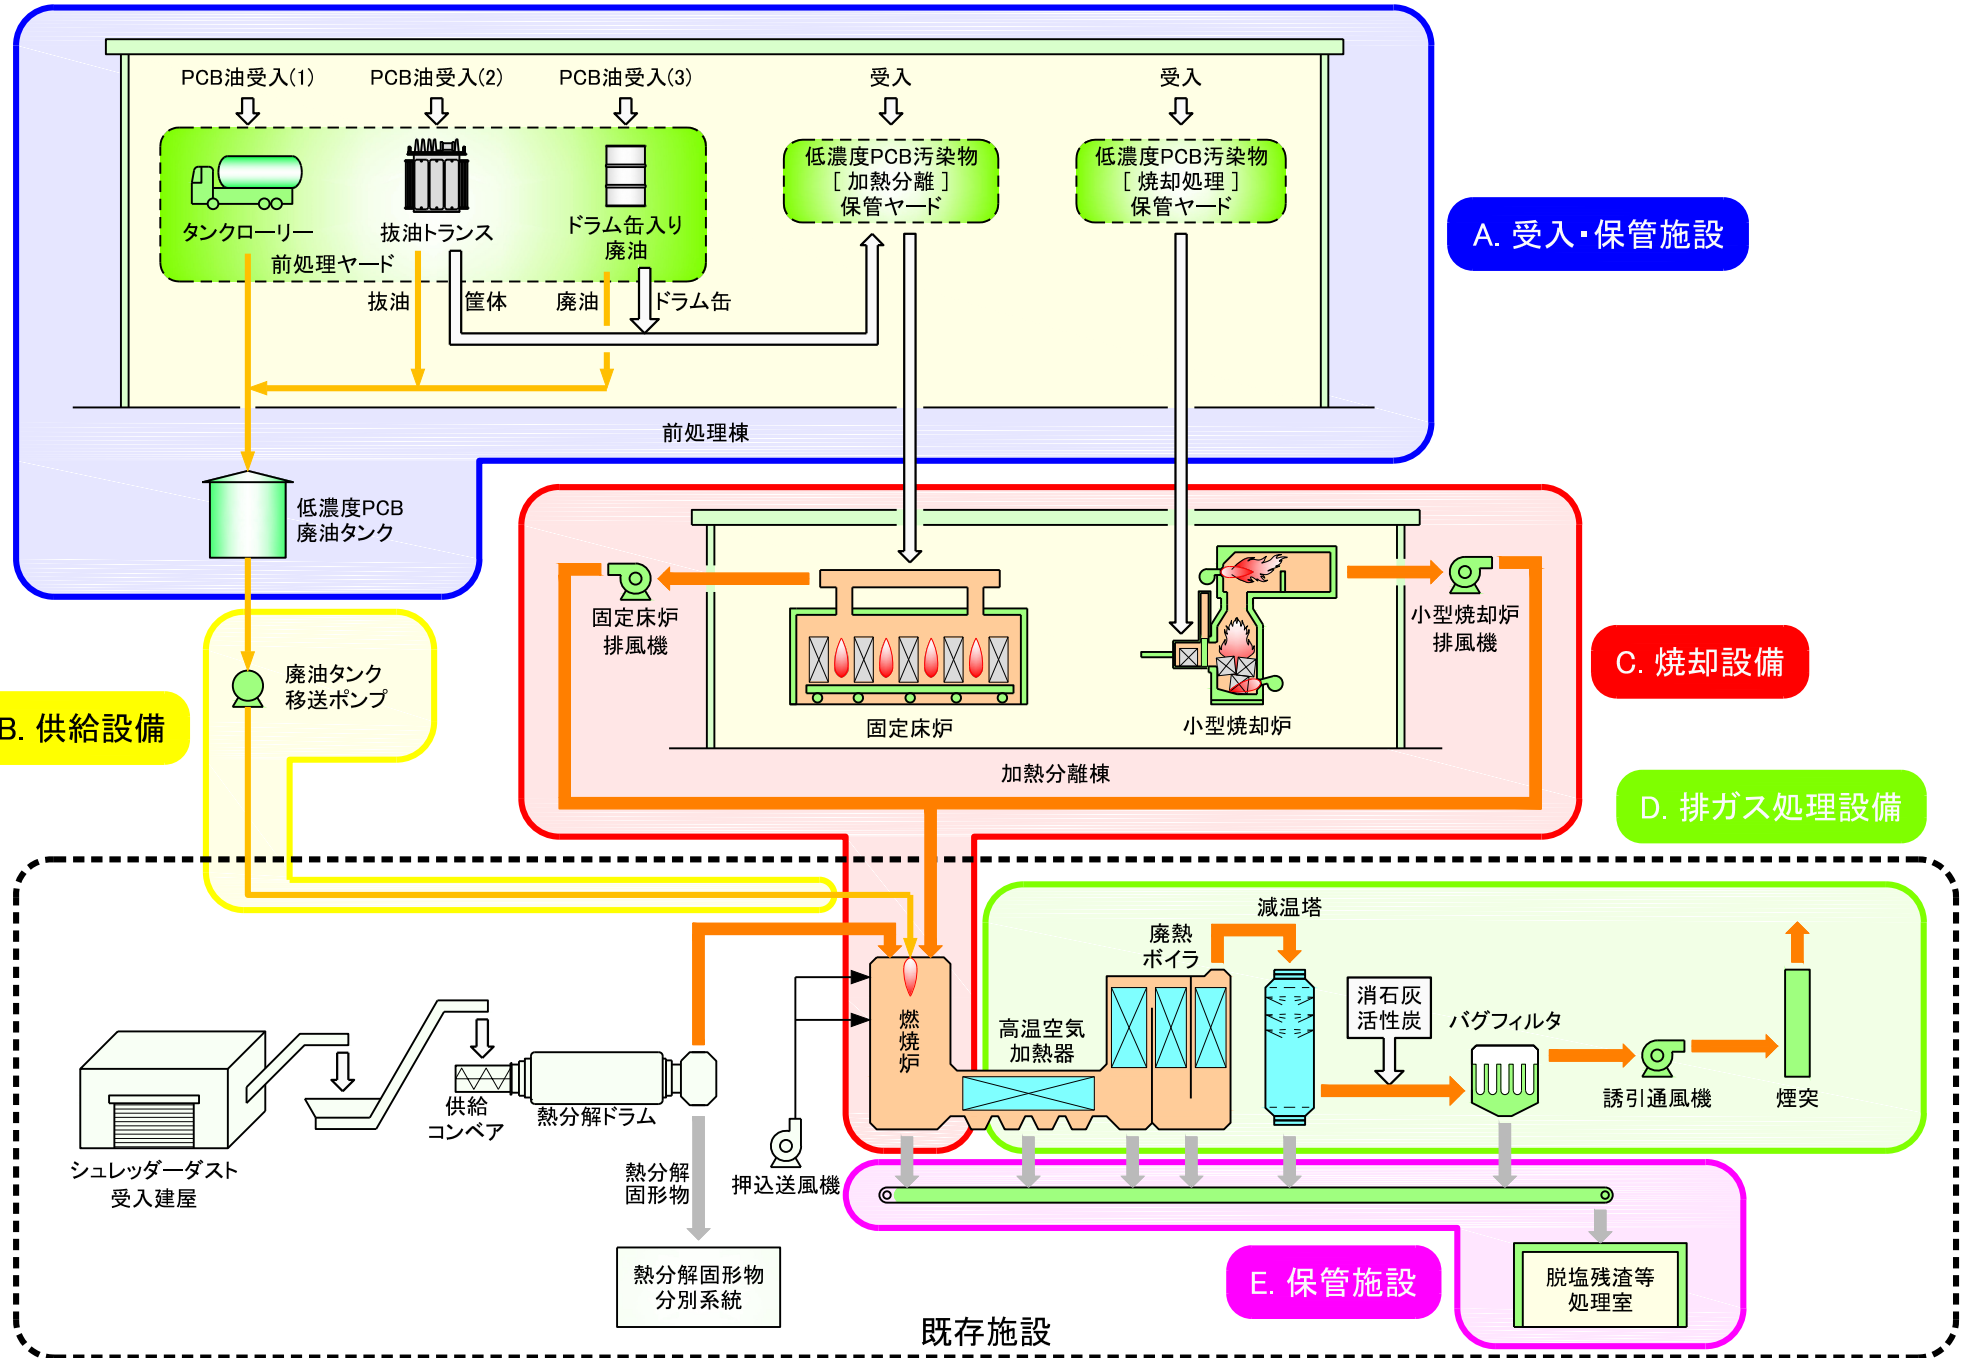 PCB油受入(1)
PCB油受入(2)
PCB油受入(3)
受入
受入
低濃度PCB汚染物
[ 加熱分離 ]
保管ヤード
低濃度PCB汚染物
[ 焼却処理 ]
保管ヤード
タンクローリー
抜油トランス
ドラム缶入り
廃油
前処理ヤード
抜油
筐体
廃油
ドラム缶
A. 受入・保管施設
前処理棟
低濃度PCB
廃油タンク
固定床炉
排風機
小型焼却炉
排風機
廃油タンク
移送ポンプ
B. 供給設備
C. 焼却設備
固定床炉
小型焼却炉
加熱分離棟
D. 排ガス処理設備
減温塔
廃熱
ボイラ
消石灰
活性炭
バグフィルタ
燃焼炉
高温空気
加熱器
供給
コンベア
熱分解ドラム
誘引通風機
煙突
シュレッダーダスト
受入建屋
熱分解
固形物
押込送風機
熱分解固形物
分別系統
E. 保管施設
脱塩残渣等
処理室
既存施設